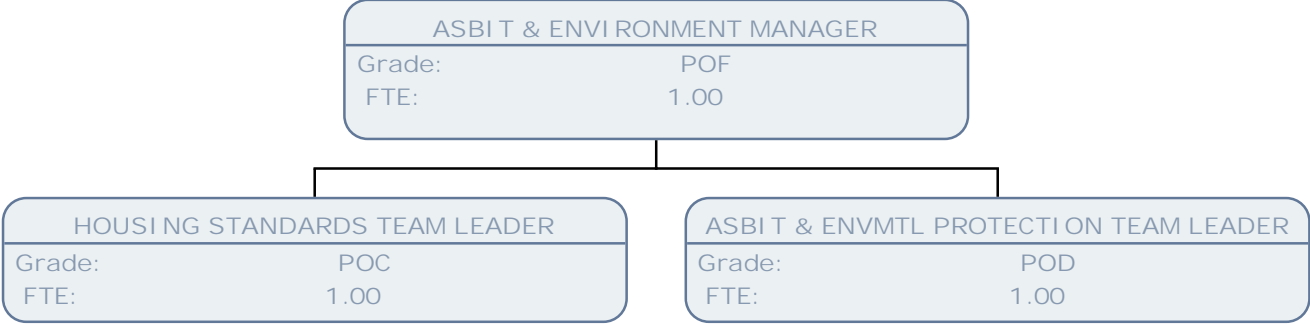 ASBIT & ENVIRONMENT MANAGER
Grade: POF
FTE: 1.00
HOUSING STANDARDS TEAM LEADER
Grade: POC
FTE: 1.00
ASBIT & ENVMTL PROTECTION TEAM LEADER
Grade: POD
FTE: 1.00